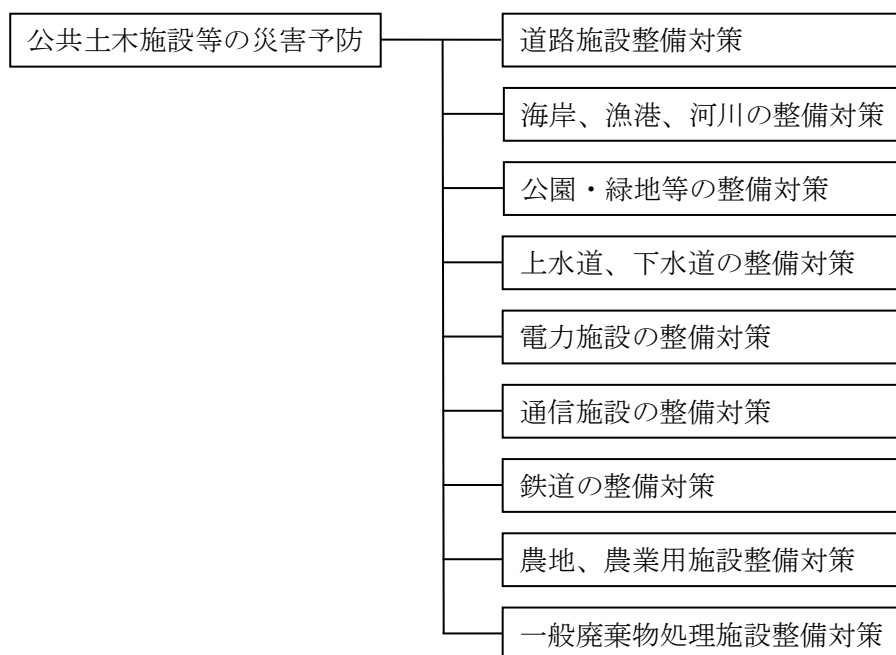 公共土木施設等の災害予防
道路施設整備対策
海岸、漁港、河川の整備対策
公園・緑地等の整備対策
上水道、下水道の整備対策
電力施設の整備対策
通信施設の整備対策
鉄道の整備対策
農地、農業用施設整備対策
一般廃棄物処理施設整備対策